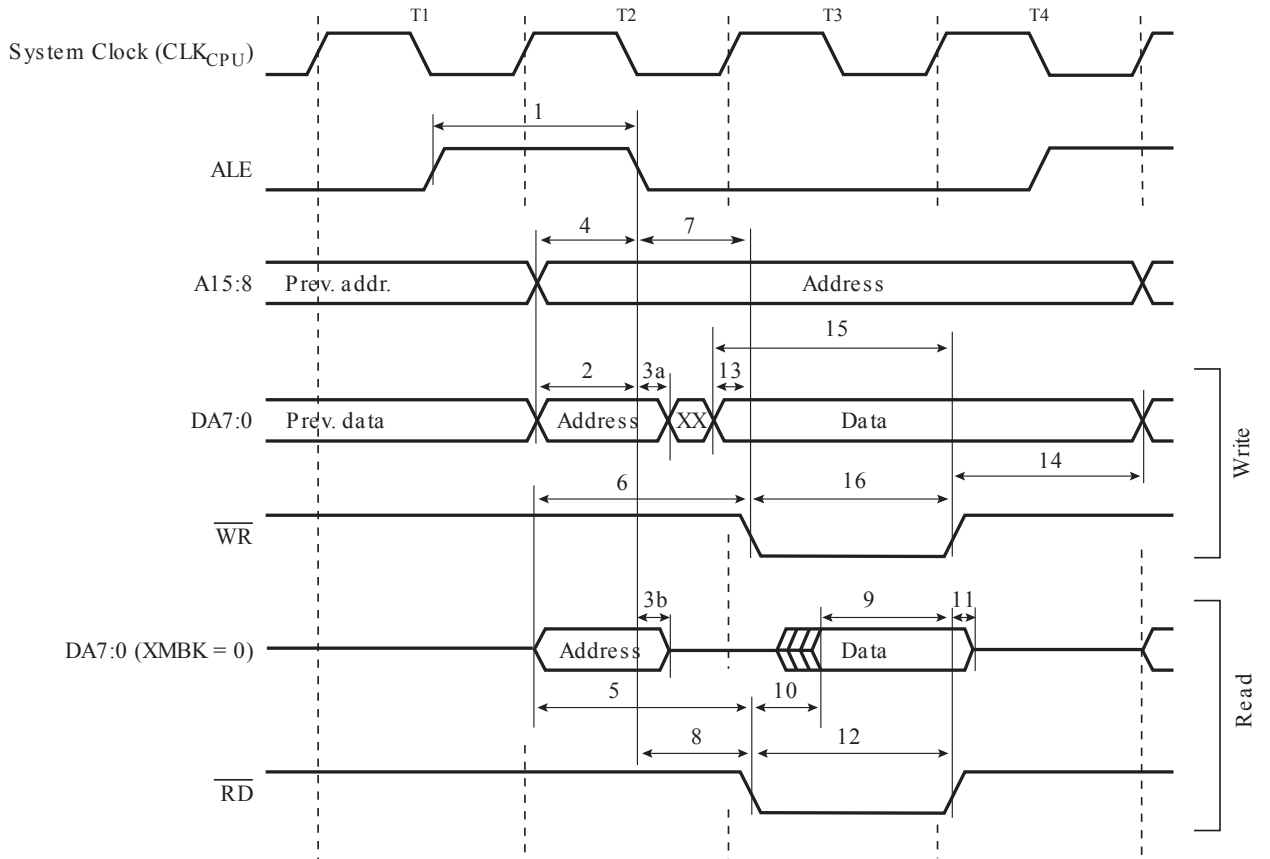 T1 T2 T3 T4
System Clock (CLKCPU)
1
ALE
4 7
A15:8 Prev. addr. Address
15
2 3a 13
DA7:0 Prev. data Address XX Data
14
6 16
WR
Write
3b 9 11
DA7:0 (XMBK = 0) Address Data
5 10
8 12
RD
Read